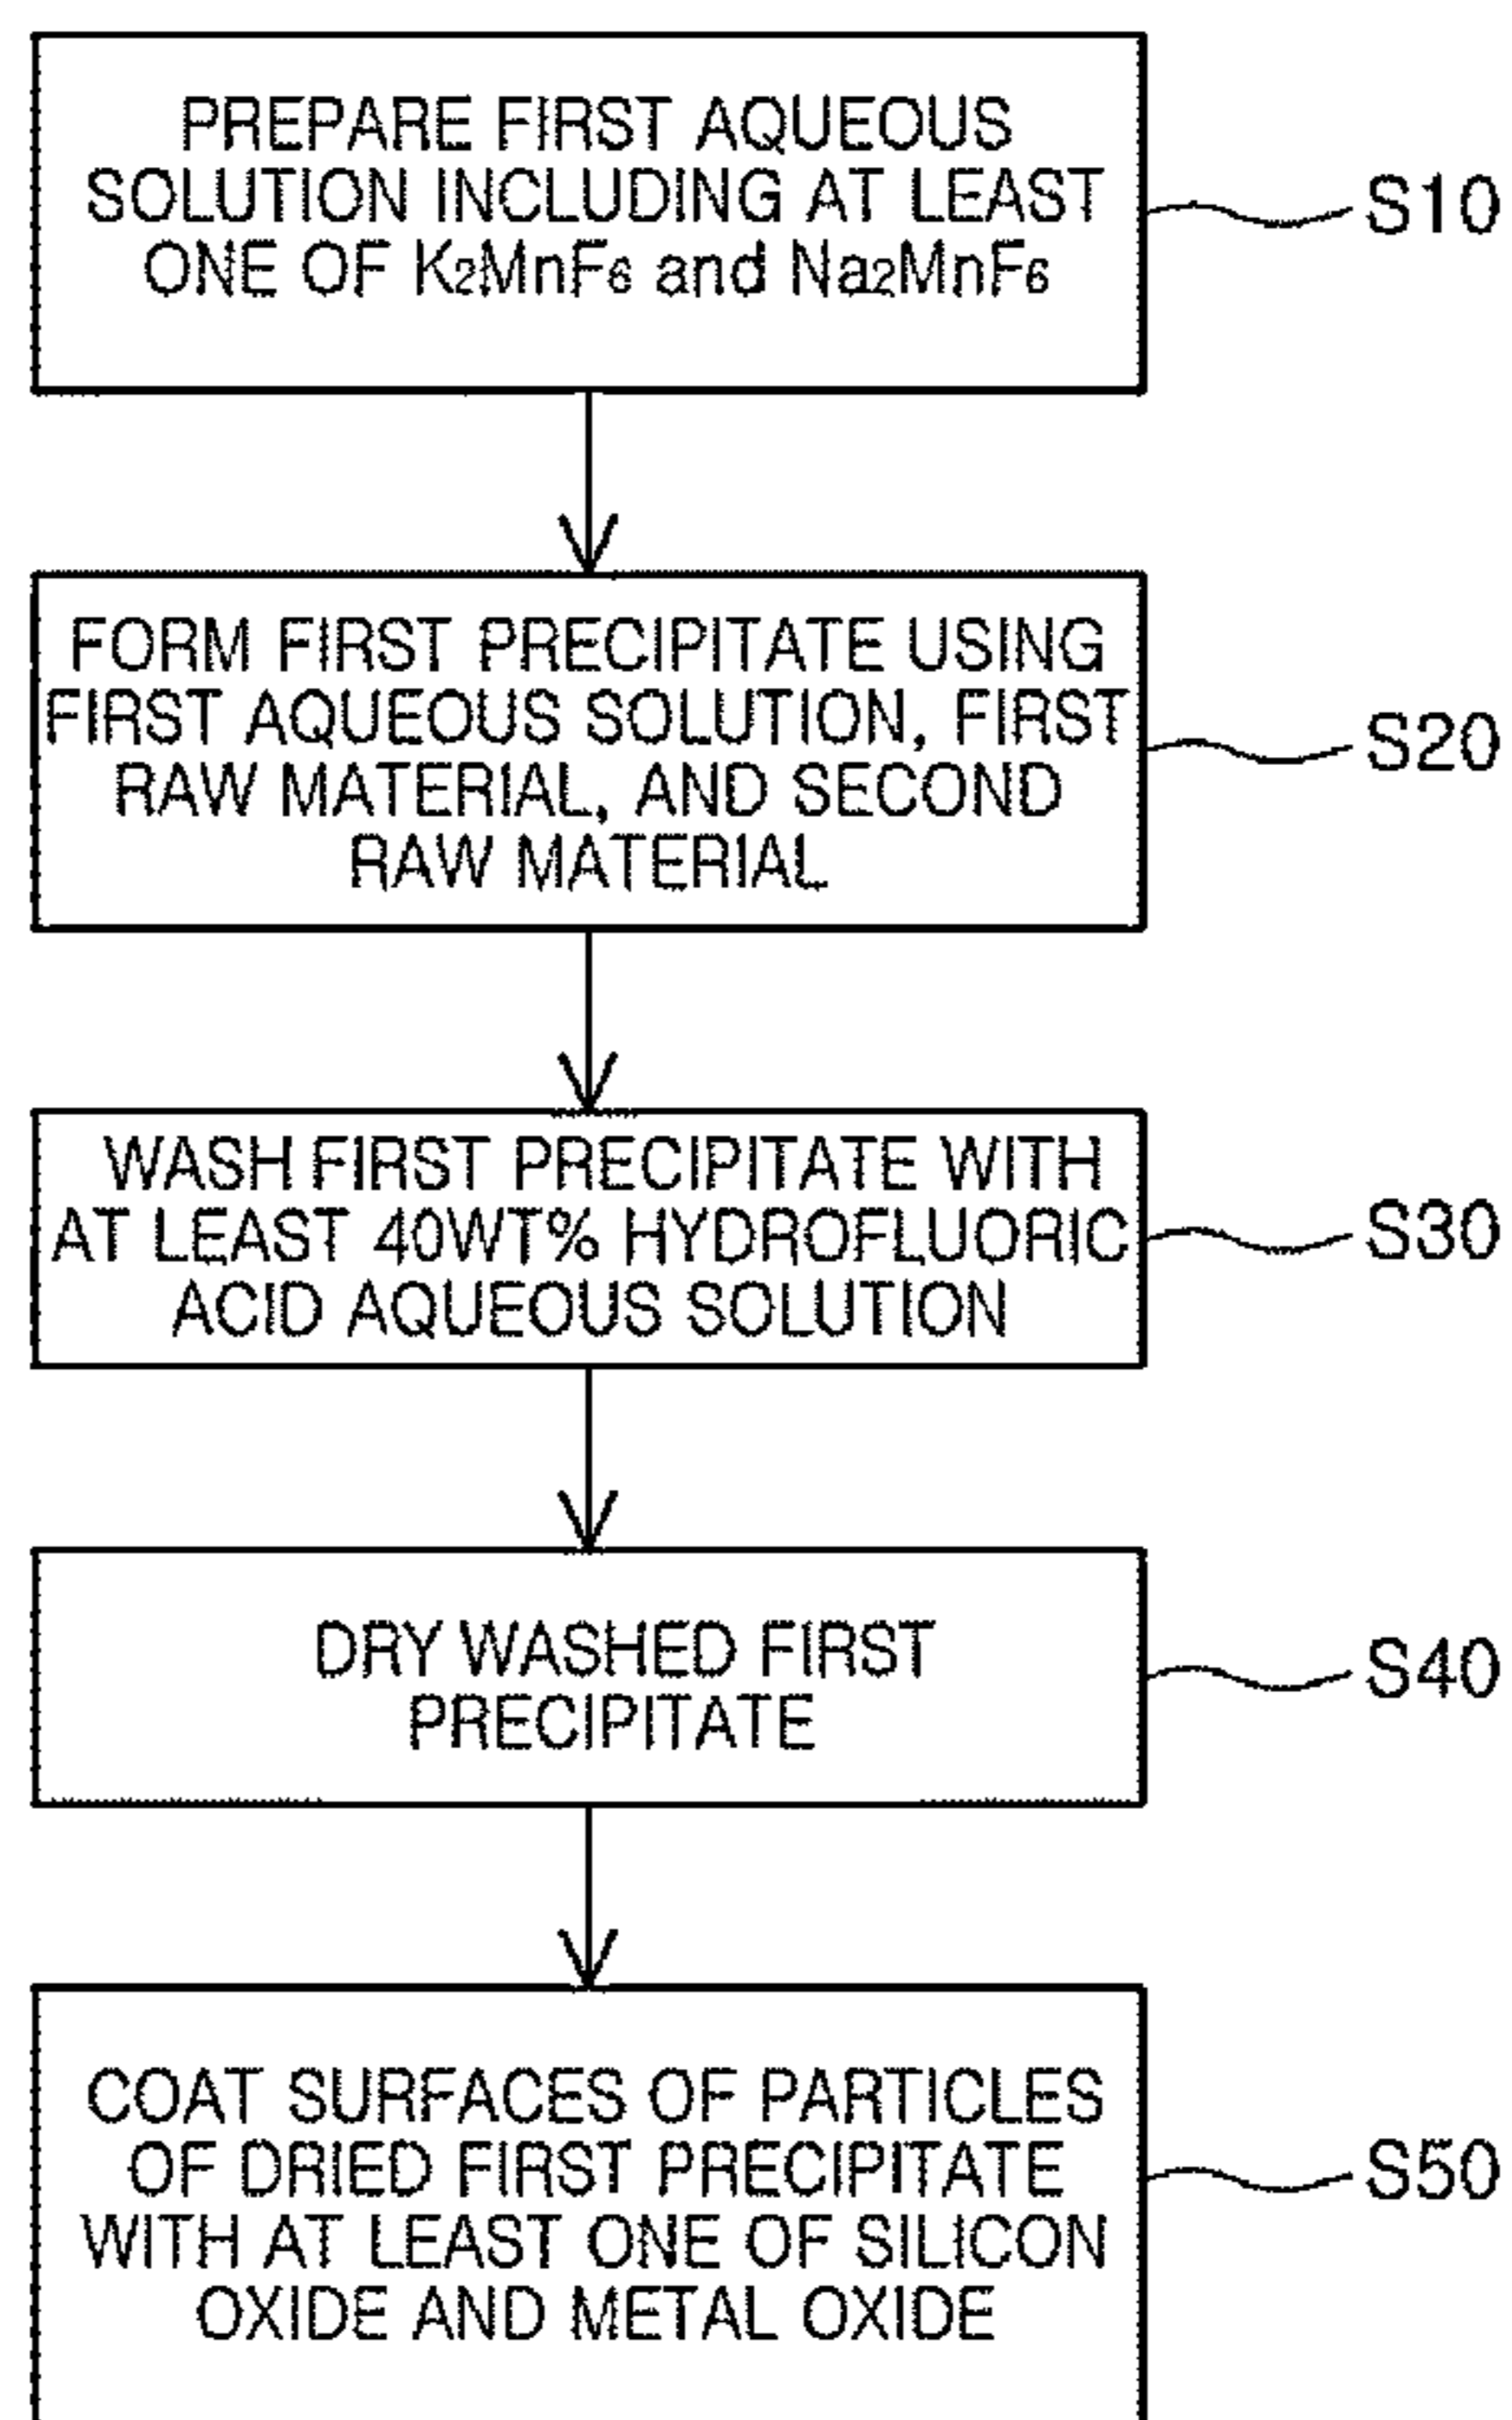 PREPARE FIRST AQUEOUS
SOLUTION INCLUDING AT LEAST
ONE OF K₂MnF₆ and Na₂MnF₆
S10
FORM FIRST PRECIPITATE USING
FIRST AQUEOUS SOLUTION, FIRST
RAW MATERIAL, AND SECOND
RAW MATERIAL
S20
WASH FIRST PRECIPITATE WITH
AT LEAST 40WT% HYDROFLUORIC
ACID AQUEOUS SOLUTION
S30
DRY WASHED FIRST
PRECIPITATE
S40
COAT SURFACES OF PARTICLES
OF DRIED FIRST PRECIPITATE
WITH AT LEAST ONE OF SILICON
OXIDE AND METAL OXIDE
S50